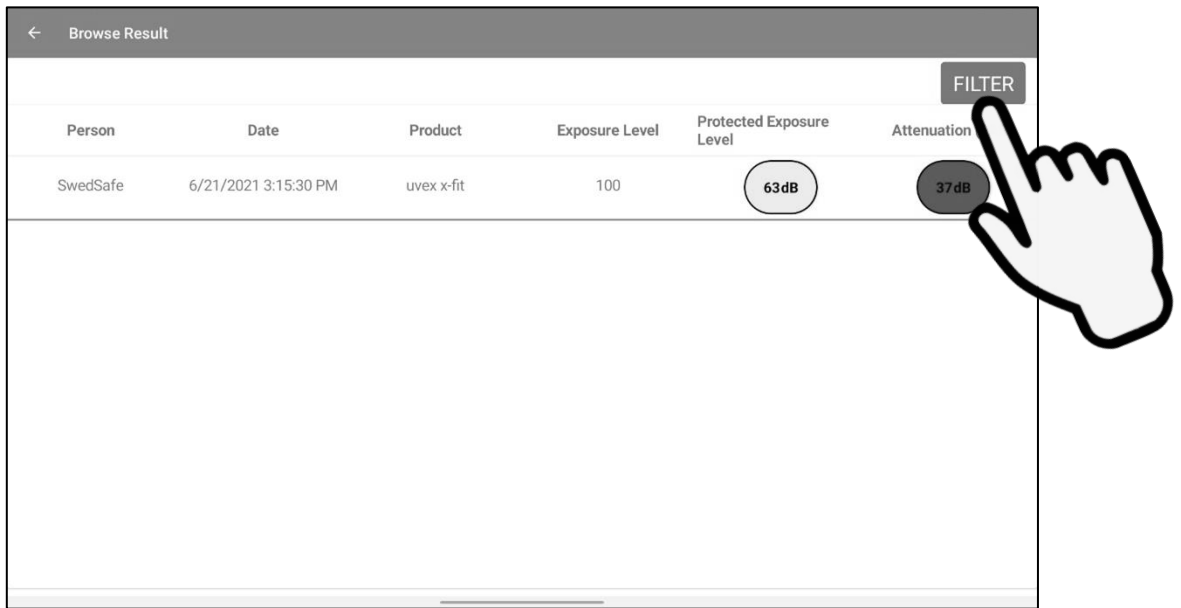 ← Browse Result
FILTER
Person Date Product Exposure Level Protected Exposure Level Attenuation
SwedSafe 6/21/2021 3:15:30 PM uvex x-fit 100 63dB 37dB